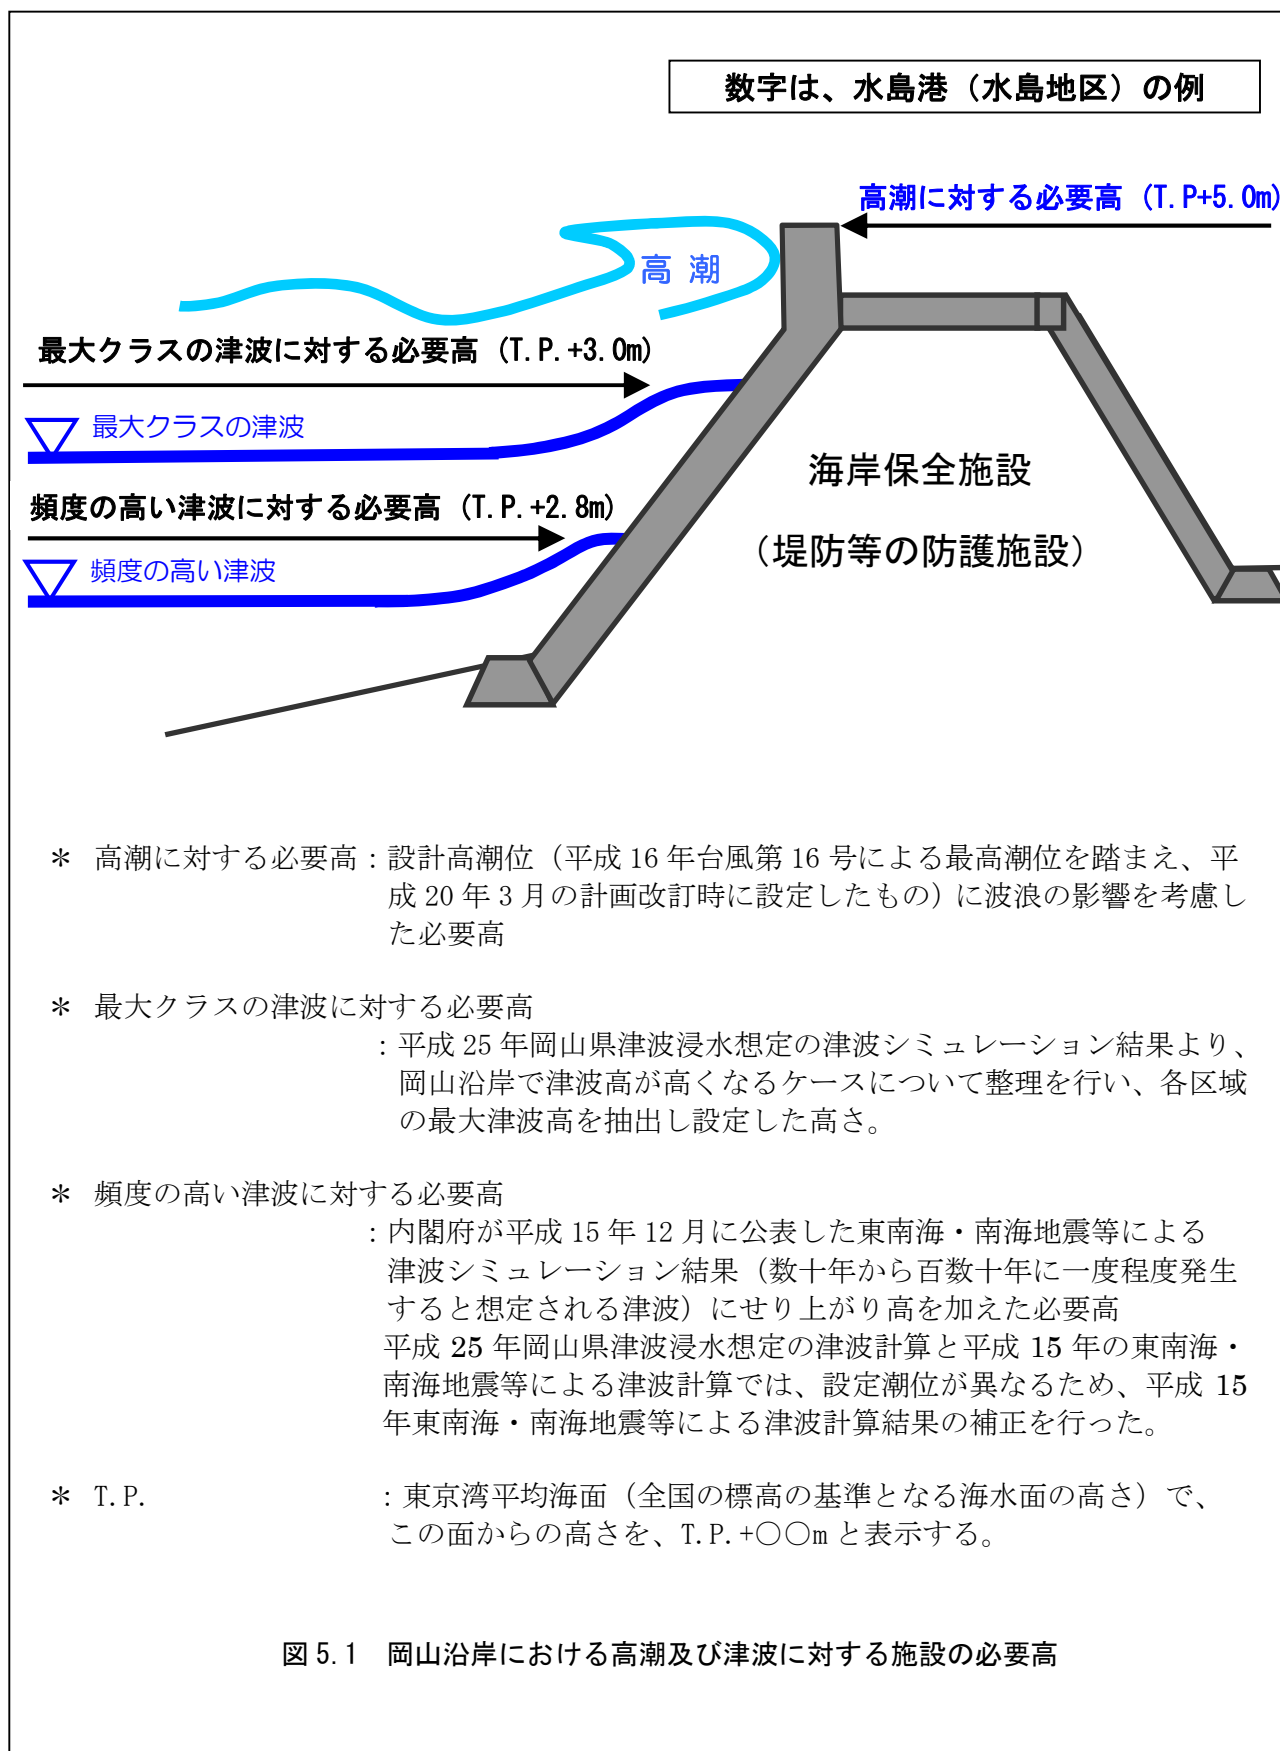 数字は、水島港（水島地区）の例
高潮に対する必要高（T.P+5.0m）
高 潮
最大クラスの津波に対する必要高（T.P.+3.0m）
最大クラスの津波
頻度の高い津波に対する必要高（T.P.+2.8m）
頻度の高い津波
海岸保全施設
（堤防等の防護施設）
＊ 高潮に対する必要高：設計高潮位（平成 16 年台風第 16 号による最高潮位を踏まえ、平
成 20 年 3 月の計画改訂時に設定したもの）に波浪の影響を考慮し
た必要高
＊ 最大クラスの津波に対する必要高
：平成 25 年岡山県津波浸水想定の津波シミュレーション結果より、
岡山沿岸で津波高が高くなるケースについて整理を行い、各区域
の最大津波高を抽出し設定した高さ。
＊ 頻度の高い津波に対する必要高
：内閣府が平成 15 年 12 月に公表した東南海・南海地震等による
津波シミュレーション結果（数十年から百数十年に一度程度発生
すると想定される津波）にせり上がり高を加えた必要高
平成 25 年岡山県津波浸水想定の津波計算と平成 15 年の東南海・
南海地震等による津波計算では、設定潮位が異なるため、平成 15
年東南海・南海地震等による津波計算結果の補正を行った。
＊ T.P. ：東京湾平均海面（全国の標高の基準となる海水面の高さ）で、
この面からの高さを、T.P.+○○m と表示する。
図 5.1 岡山沿岸における高潮及び津波に対する施設の必要高